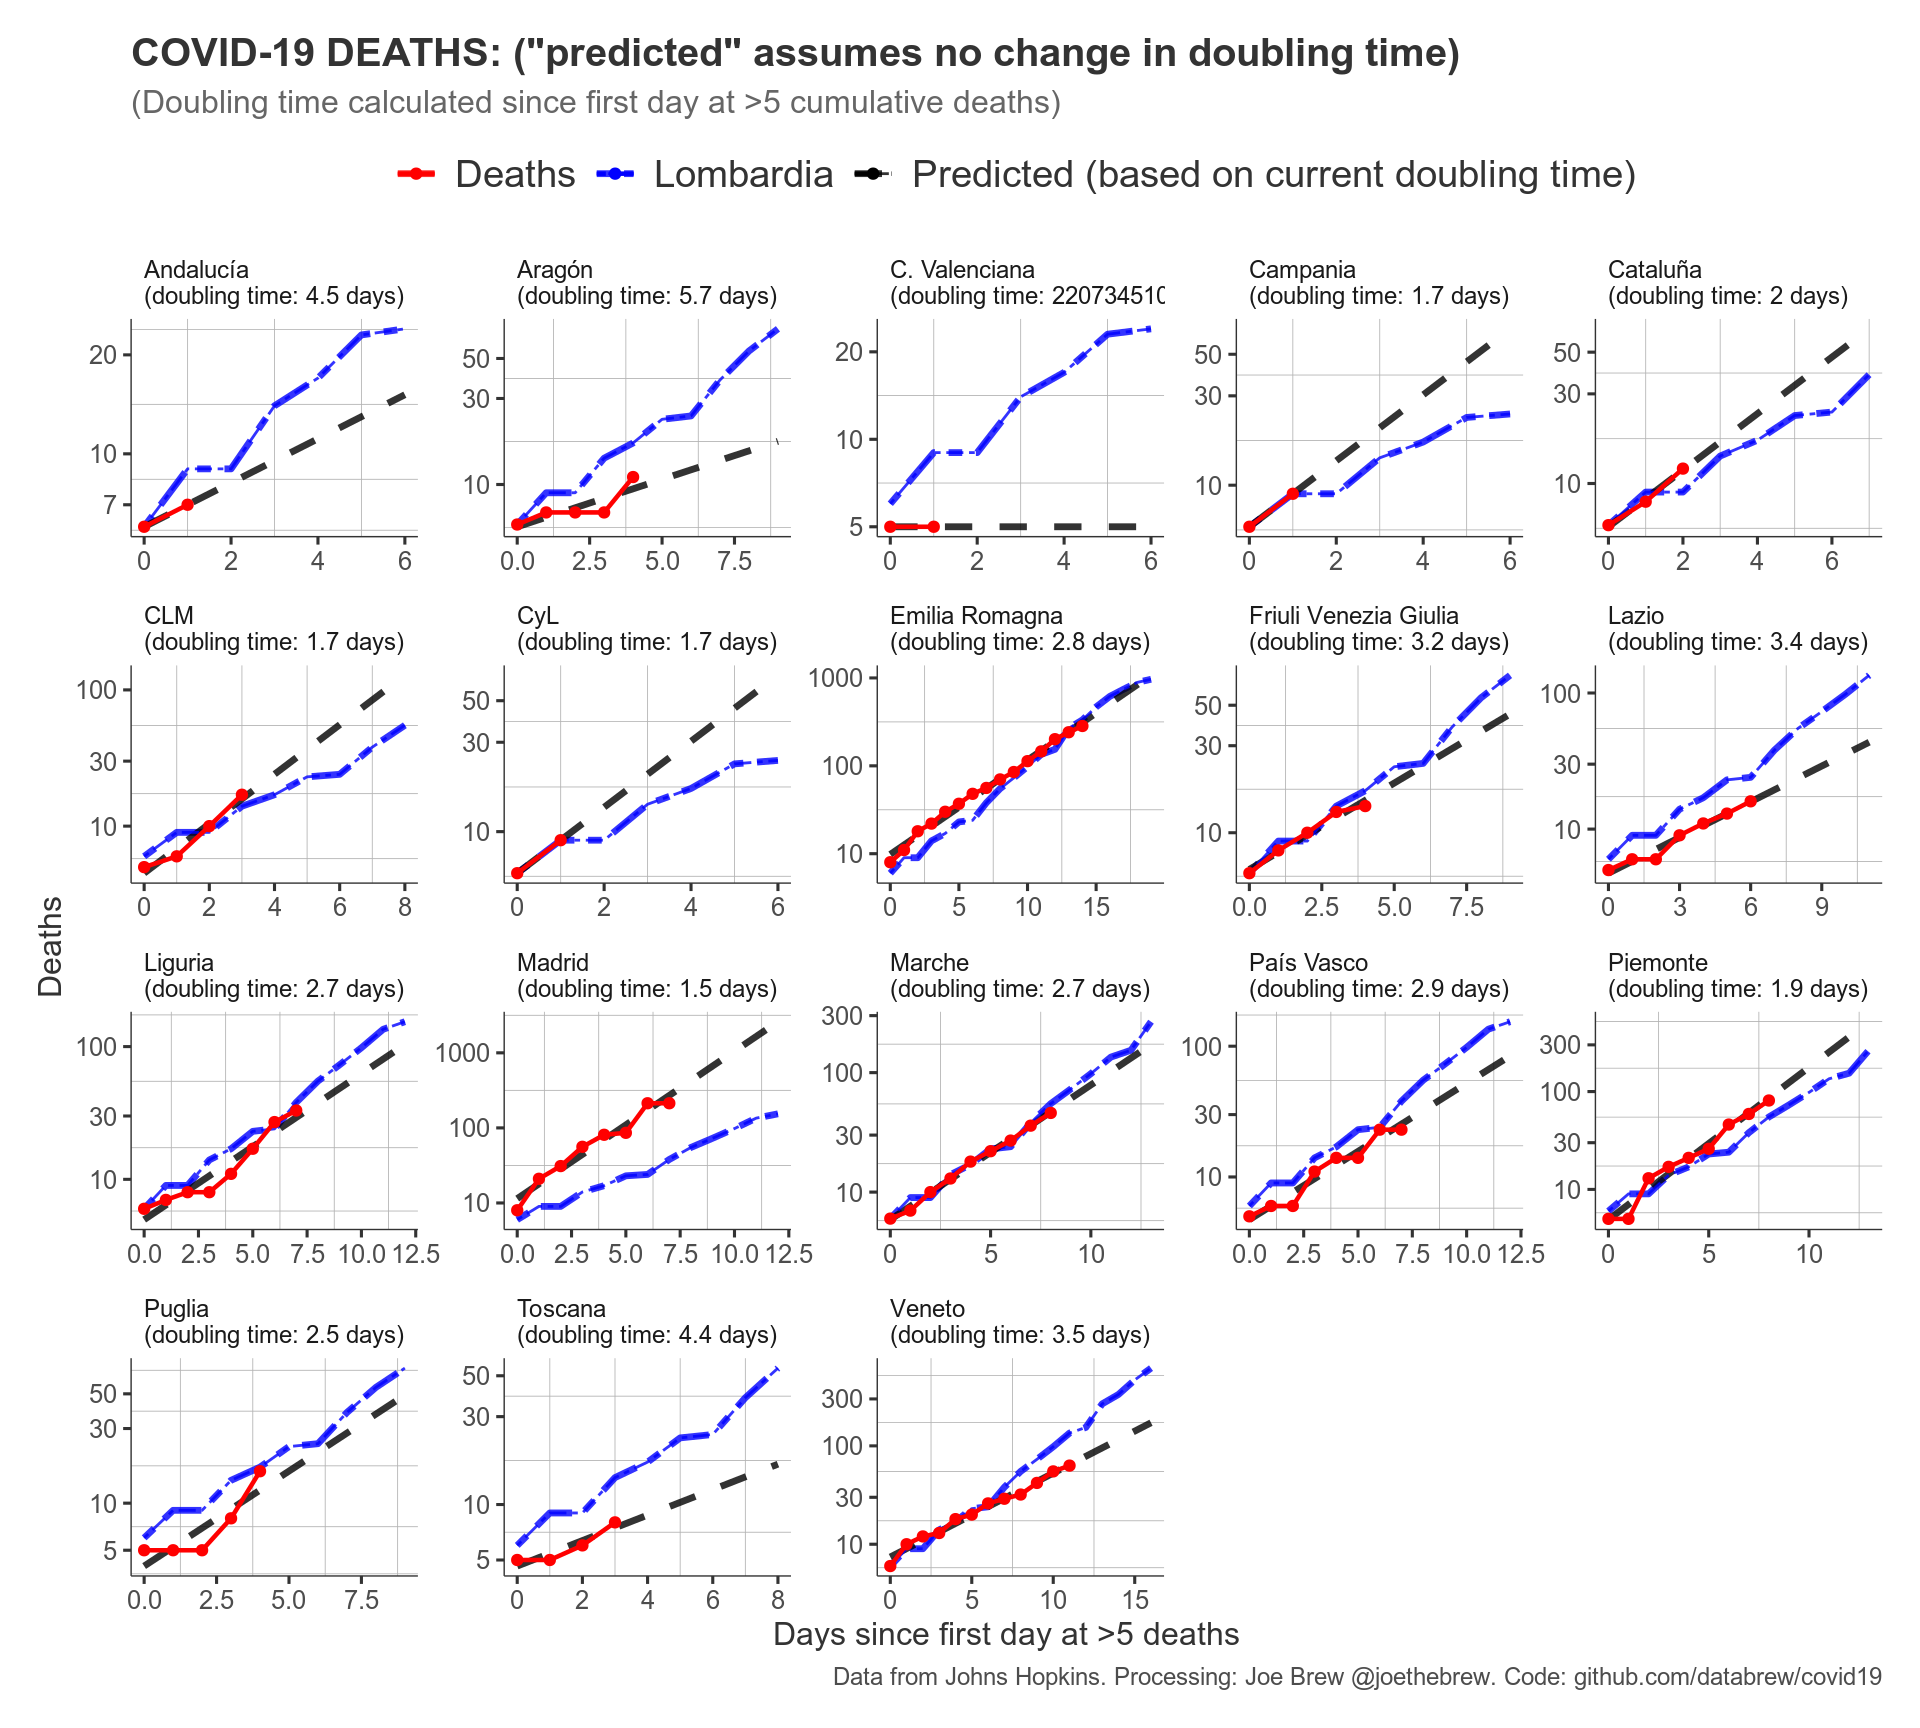 COVID-19 DEATHS: ("predicted" assumes no change in doubling time)
(Doubling time calculated since first day at >5 cumulative deaths)
Deaths Lombardia Predicted (based on current doubling time)
Andalucía
(doubling time: 4.5 days)
20
10
7
0 2 4 6
Aragón
(doubling time: 5.7 days)
50
30
10
0.0 2.5 5.0 7.5
C. Valenciana
(doubling time: 220734510
20
10
5
0 2 4 6
Campania
(doubling time: 1.7 days)
50
30
10
0 2 4 6
Cataluña
(doubling time: 2 days)
50
30
10
0 2 4 6
CLM
(doubling time: 1.7 days)
100
30
10
0 2 4 6 8
CyL
(doubling time: 1.7 days)
50
30
10
0 2 4 6
Emilia Romagna
(doubling time: 2.8 days)
1000
100
10
0 5 10 15
Friuli Venezia Giulia
(doubling time: 3.2 days)
50
30
10
0.0 2.5 5.0 7.5
Lazio
(doubling time: 3.4 days)
100
30
10
0 3 6 9
Deaths
Liguria
(doubling time: 2.7 days)
100
30
10
0.0 2.5 5.0 7.5 10.0 12.5
Madrid
(doubling time: 1.5 days)
1000
100
10
0.0 2.5 5.0 7.5 10.0 12.5
Marche
(doubling time: 2.7 days)
300
100
30
10
0 5 10
País Vasco
(doubling time: 2.9 days)
100
30
10
0.0 2.5 5.0 7.5 10.0 12.5
Piemonte
(doubling time: 1.9 days)
300
100
30
10
0 5 10
Puglia
(doubling time: 2.5 days)
50
30
10
5
0.0 2.5 5.0 7.5
Toscana
(doubling time: 4.4 days)
50
30
10
5
0 2 4 6 8
Veneto
(doubling time: 3.5 days)
300
100
30
10
0 5 10 15
Days since first day at >5 deaths
Data from Johns Hopkins. Processing: Joe Brew @joethebrew. Code: github.com/databrew/covid19